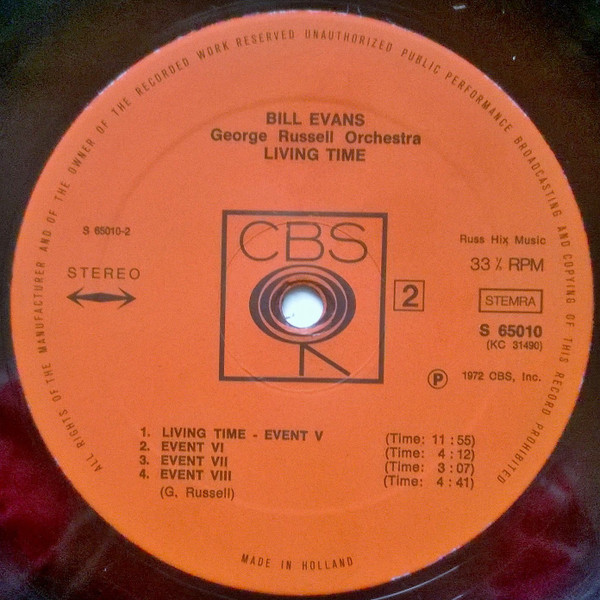 ALL RIGHTS OF THE MANUFACTURER AND OF THE OWNER OF THE RECORDED WORK RESERVED UNAUTHORIZED PUBLIC PERFORMANCE BROADCASTING AND COPYING OF THIS RECORD PROHIBITED
BILL EVANS
George Russell Orchestra
LIVING TIME
S 65010-2
STEREO
CBS
2
Russ Hix Music
33 ⅓ RPM
STEMRA
S 65010
(KC 31490)
Ⓟ 1972 CBS, Inc.
1. LIVING TIME - EVENT V (Time: 11 : 55)
2. EVENT VI (Time: 4 : 12)
3. EVENT VII (Time: 3 : 07)
4. EVENT VIII (Time: 4 : 41)
(G. Russell)
MADE IN HOLLAND